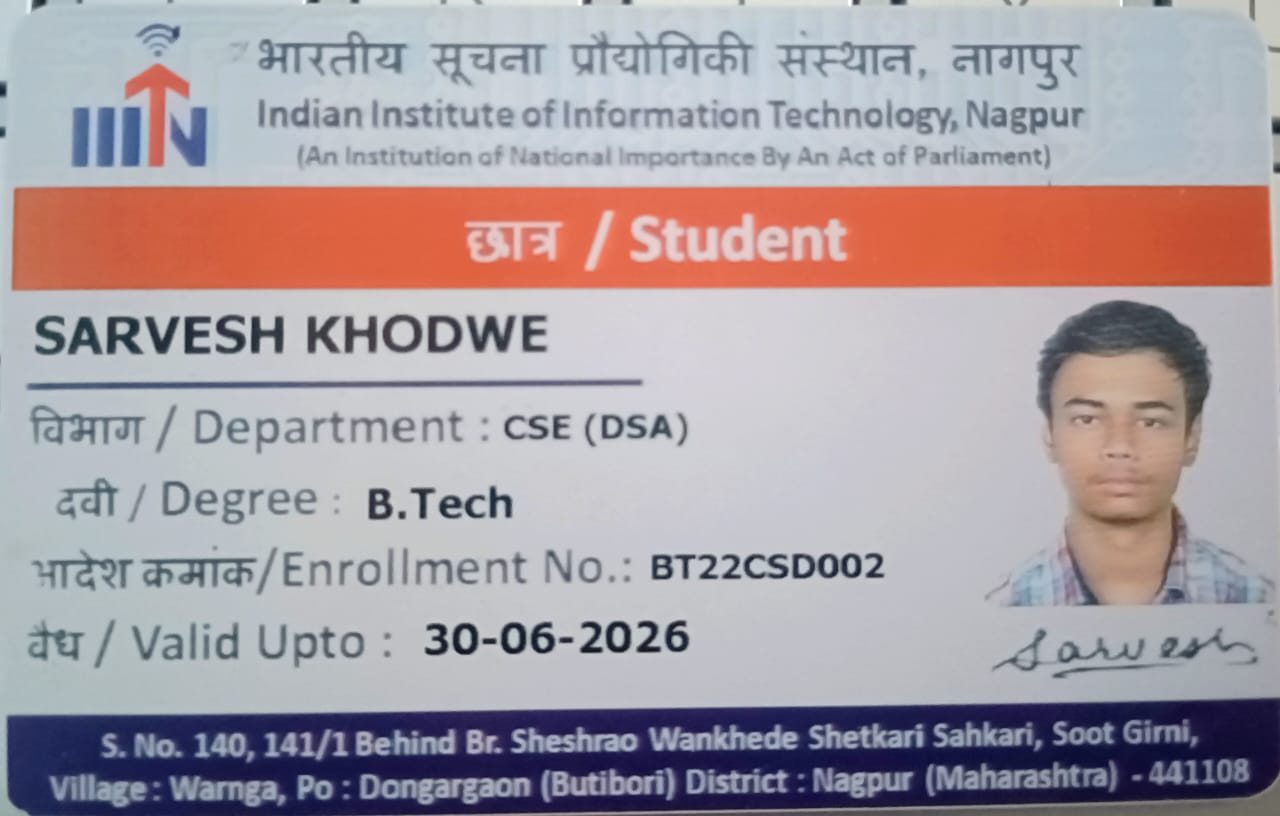 भारतीय सूचना प्रौद्योगिकी संस्थान, नागपुर
IIITN
Indian Institute of Information Technology, Nagpur
(An Institution of National Importance By An Act of Parliament)
छात्र / Student
SARVESH KHODWE
विभाग / Department : CSE (DSA)
दवी / Degree : B.Tech
भादेश क्रमांक/Enrollment No.: BT22CSD002
वैध / Valid Upto : 30-06-2026
Sarvesh
S. No. 140, 141/1 Behind Br. Sheshrao Wankhede Shetkari Sahkari, Soot Girni,
Village : Warnga, Po : Dongargaon (Butibori) District : Nagpur (Maharashtra) - 441108